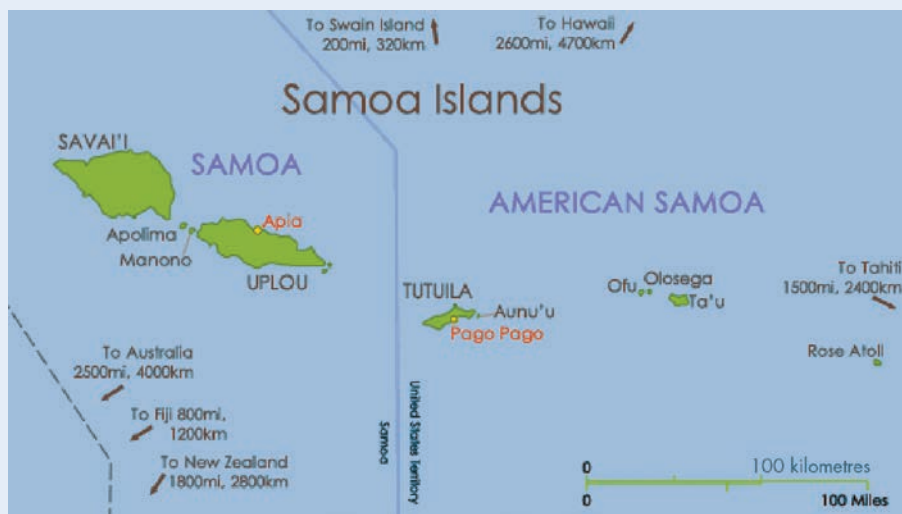 To Swain Island
200mi, 320km
To Hawaii
2600mi, 4700km
Samoa Islands
SAVAI'I
SAMOA
AMERICAN SAMOA
Apia
Apolima
Manono
UPLOU
TUTUILA
Aunu'u
Pago Pago
Ofu
Olosega
Ta'u
To Tahiti
1500mi, 2400km
Rose Atoll
To Australia
2500mi, 4000km
To Fiji 800mi,
1200km
To New Zealand
1800mi, 2800km
Samoa
United States Territory
0
100 kilometres
0
100 Miles